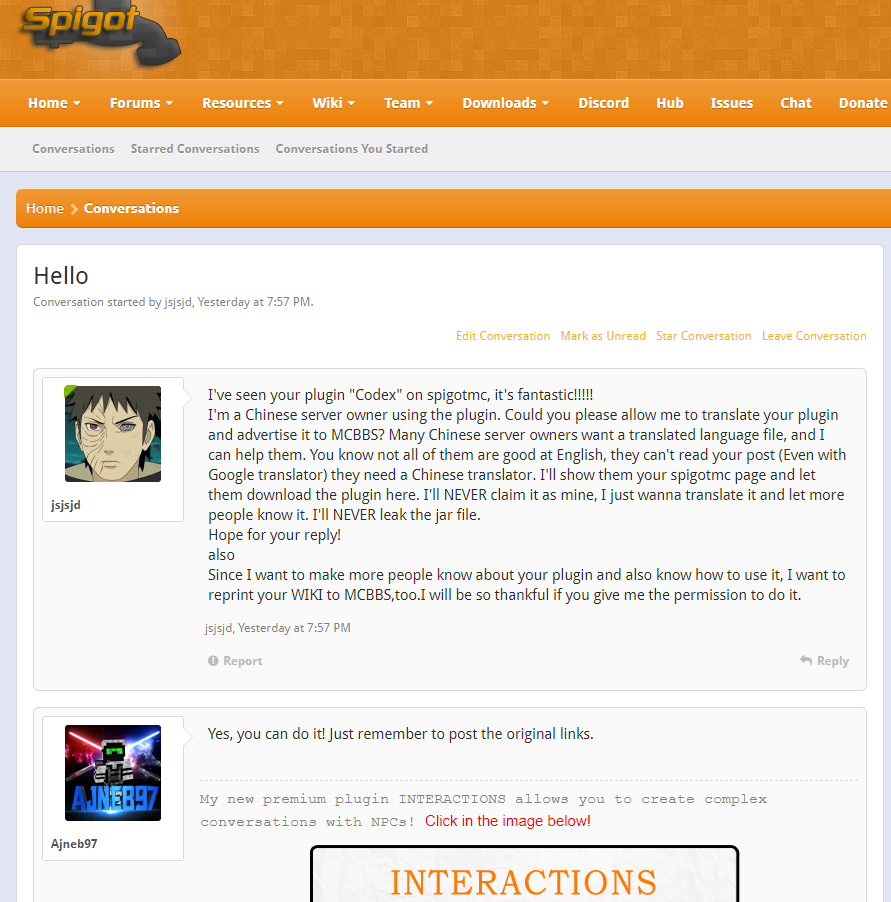 Spigot
Home Forums Resources Wiki Team Downloads Discord Hub Issues Chat Donate
Conversations Starred Conversations Conversations You Started
Home Conversations
Hello
Conversation started by jsjsjd, Yesterday at 7:57 PM.
Edit Conversation Mark as Unread Star Conversation Leave Conversation
jsjsjd
I've seen your plugin "Codex" on spigotmc, it's fantastic!!!!!
I'm a Chinese server owner using the plugin. Could you please allow me to translate your plugin
and advertise it to MCBBS? Many Chinese server owners want a translated language file, and I
can help them. You know not all of them are good at English, they can't read your post (Even with
Google translator) they need a Chinese translator. I'll show them your spigotmc page and let
them download the plugin here. I'll NEVER claim it as mine, I just wanna translate it and let more
people know it. I'll NEVER leak the jar file.
Hope for your reply!
also
Since I want to make more people know about your plugin and also know how to use it, I want to
reprint your WIKI to MCBBS,too.I will be so thankful if you give me the permission to do it.
jsjsjd, Yesterday at 7:57 PM
Report Reply
AJNEB97
Ajneb97
Yes, you can do it! Just remember to post the original links.
My new premium plugin INTERACTIONS allows you to create complex
conversations with NPCs! Click in the image below!
INTERACTIONS